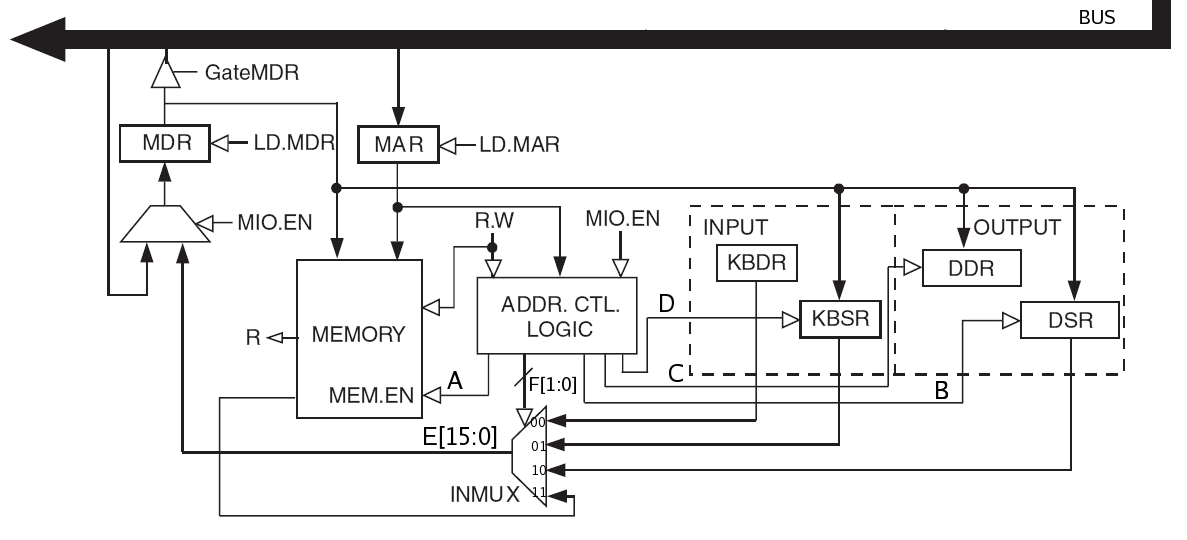 BUS
GateMDR
MDR
LD.MDR
MAR
LD.MAR
MIO.EN
R.W
MIO.EN
INPUT
OUTPUT
KBDR
DDR
ADDR. CTL.
LOGIC
D
KBSR
DSR
R
MEMORY
MEM.EN
A
F[1:0]
C
B
E[15:0]
00
01
10
11
INMUX